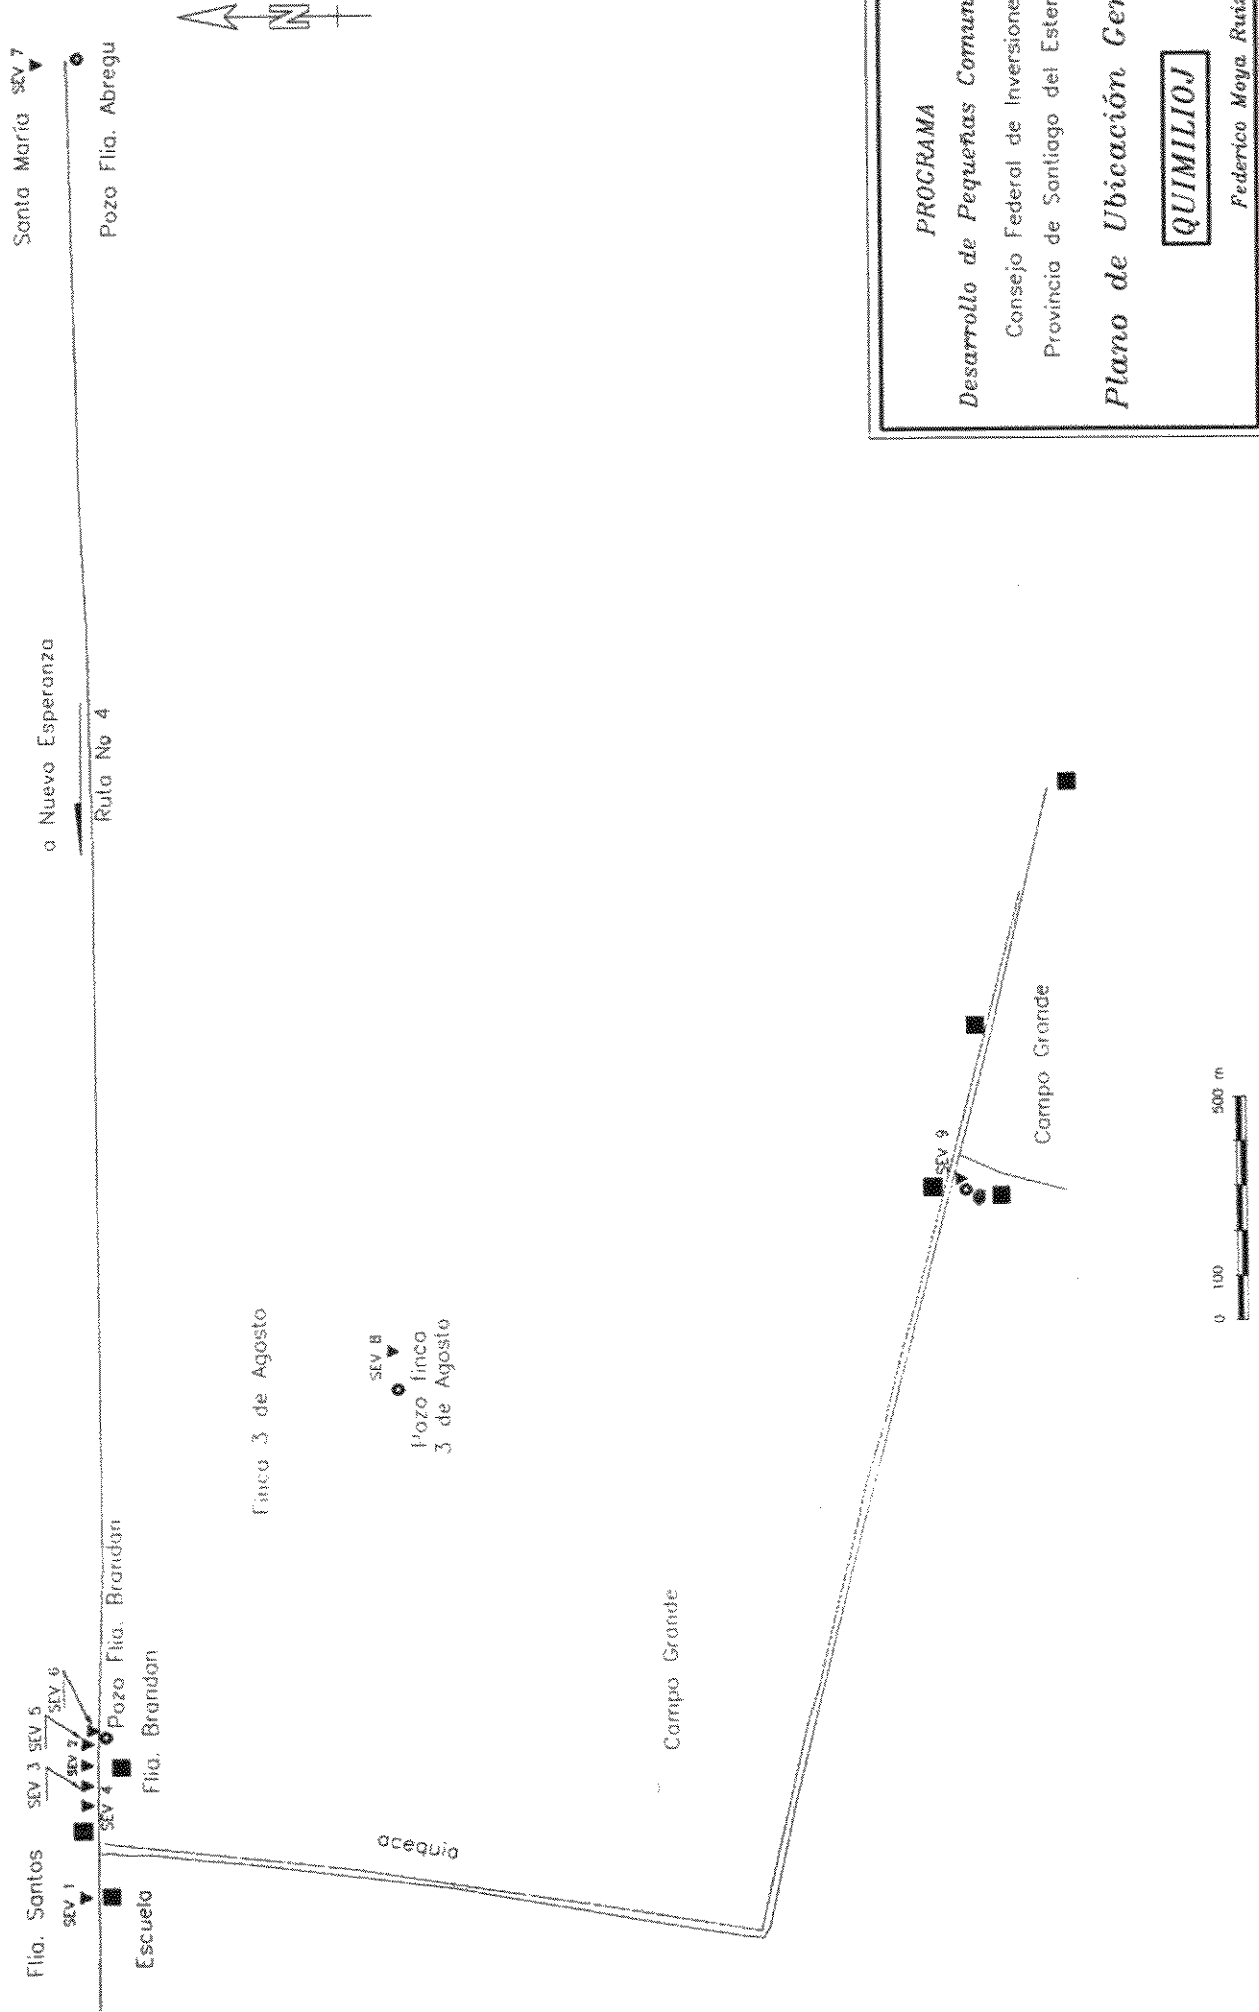 Santa María SEV 7
Pozo Flia. Abregu
N
a Nueva Esperanza
Ruta No 4
Flia. Santos
SEV 1
Escuela
SEV 3
SEV 5
SEV 6
SEV 2
SEV 4
Pozo Flia. Brandan
Flia. Brandan
acequia
Finca 3 de Agosto
SEV 8
Pozo finca
3 de Agosto
Campo Grande
SEV 9
Campo Grande
0 100 500 m
PROGRAMA
Desarrollo de Pequeñas Comun
Consejo Federal de Inversione
Provincia de Santiago del Ester
Plano de Ubicación Gen
QUIMILIOJ
Federico Moya Ruiz